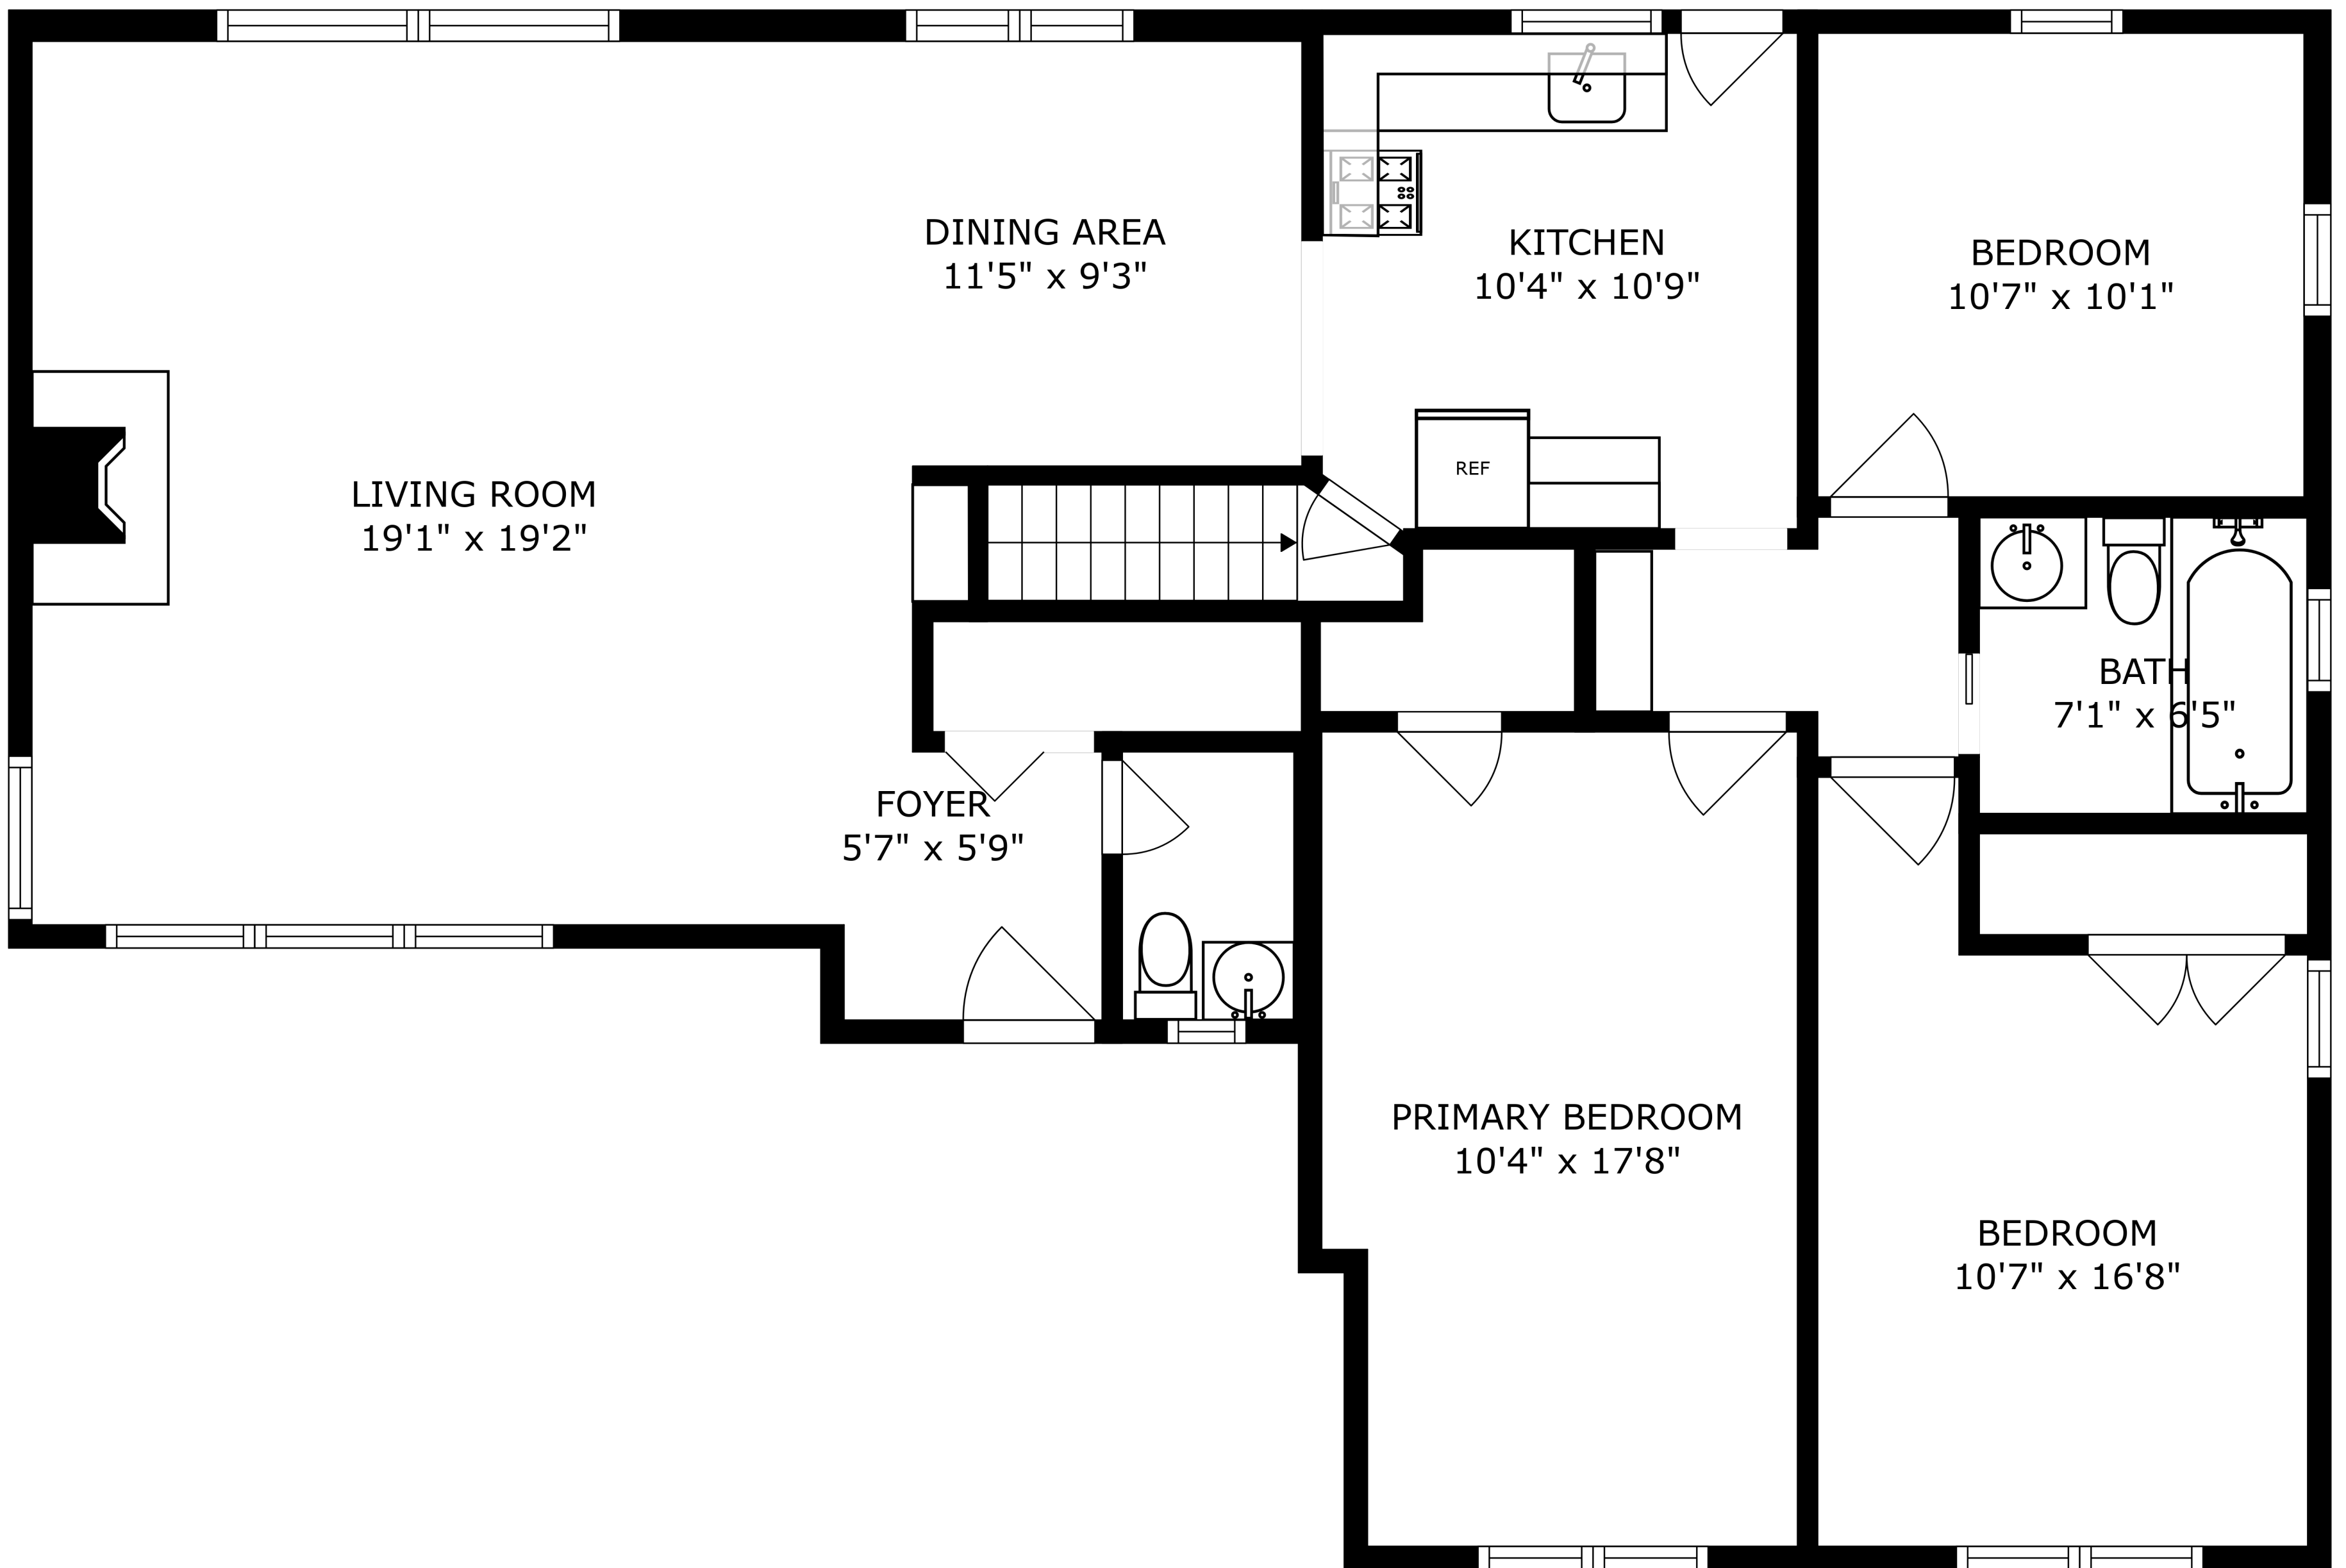 DINING AREA
11'5" x 9'3"
KITCHEN
10'4" x 10'9"
BEDROOM
10'7" x 10'1"
LIVING ROOM
19'1" x 19'2"
REF
BATH
7'1" x 6'5"
FOYER
5'7" x 5'9"
PRIMARY BEDROOM
10'4" x 17'8"
BEDROOM
10'7" x 16'8"